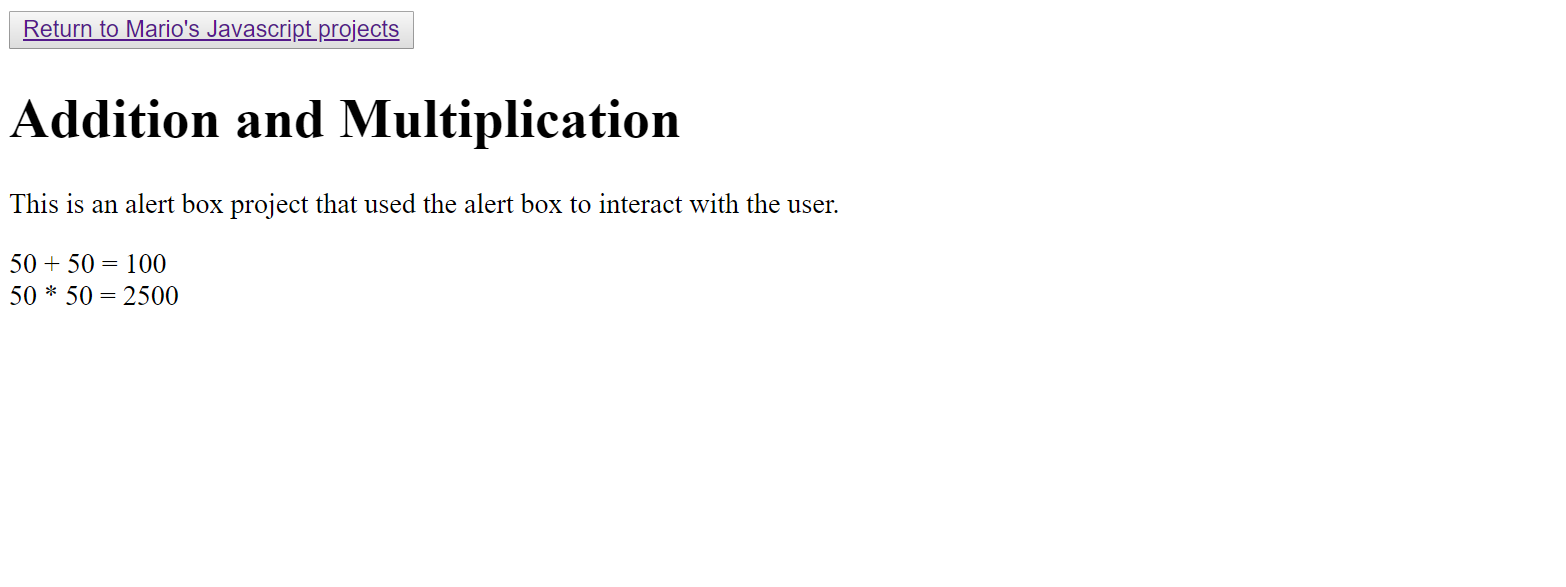 Return to Mario's Javascript projects
Addition and Multiplication
This is an alert box project that used the alert box to interact with the user.
50 + 50 = 100
50 * 50 = 2500